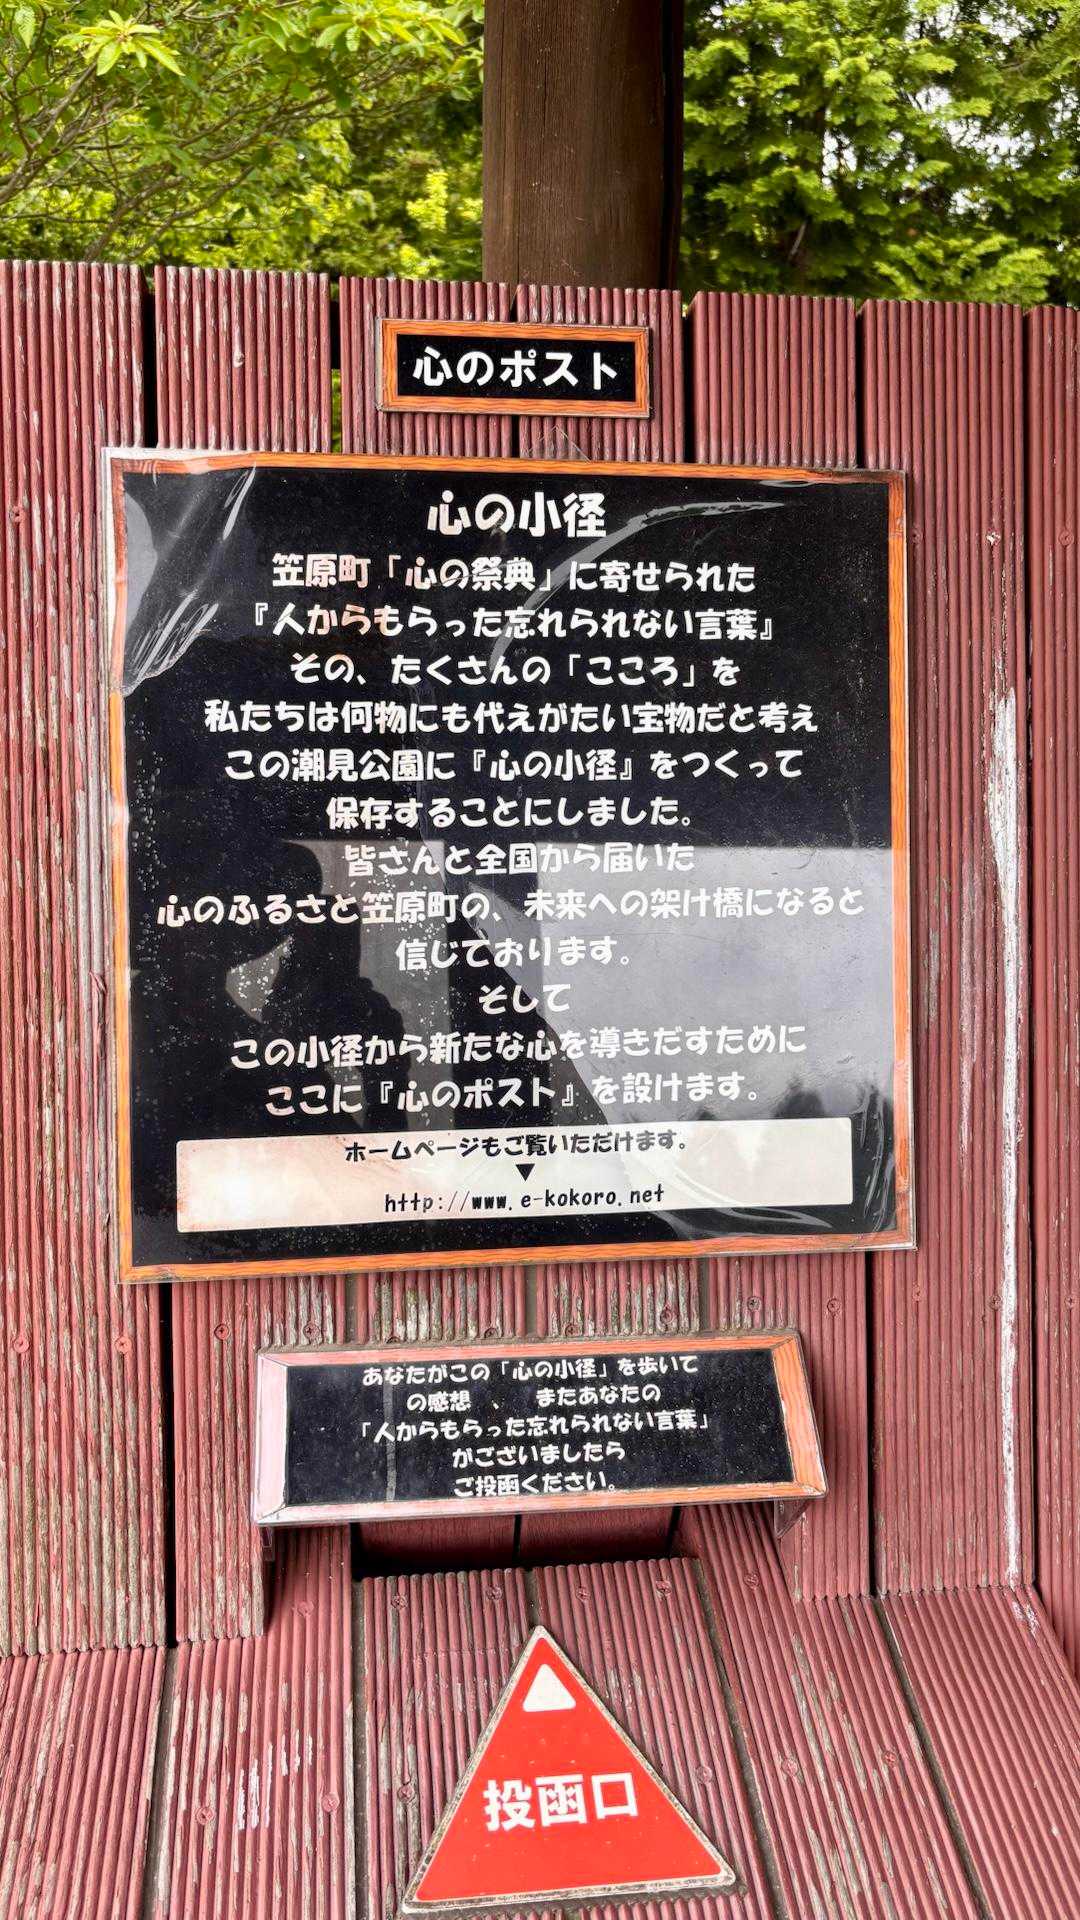 心のポスト
心の小径
笠原町「心の祭典」に寄せられた
『人からもらった忘れられない言葉』
その、たくさんの「こころ」を
私たちは何物にも代えがたい宝物だと考え
この潮見公園に『心の小径』をつくって
保存することにしました。
皆さんと全国から届いた
心のふるさと笠原町の、未来への架け橋になると
信じております。
そして
この小径から新たな心を導きだすために
ここに『心のポスト』を設けます。
ホームページもご覧いただけます。
▼
http://www.e-kokoro.net
あなたがこの「心の小径」を歩いて
の感想、またあなたの
「人からもらった忘れられない言葉」
がございましたら
ご投函ください。
投函口